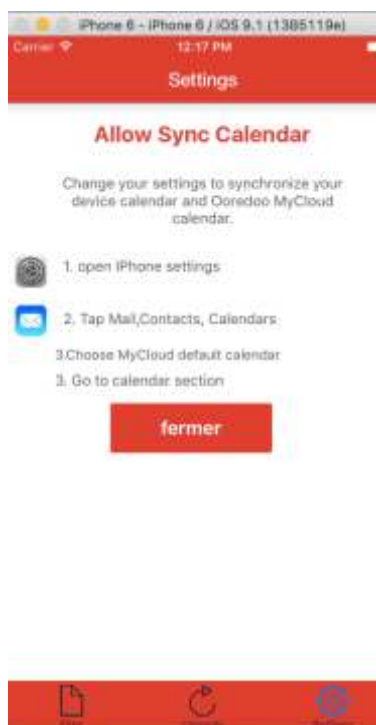 iPhone 6 - iPhone 6 / iOS 9.1 (13B5119e)
Carrier 12:17 PM
Settings
Allow Sync Calendar
Change your settings to synchronize your
device calendar and Ooredoo MyCloud
calendar.
1. open iPhone settings
2. Tap Mail,Contacts, Calendars
3.Choose MyCloud default calendar
3. Go to calendar section
fermer